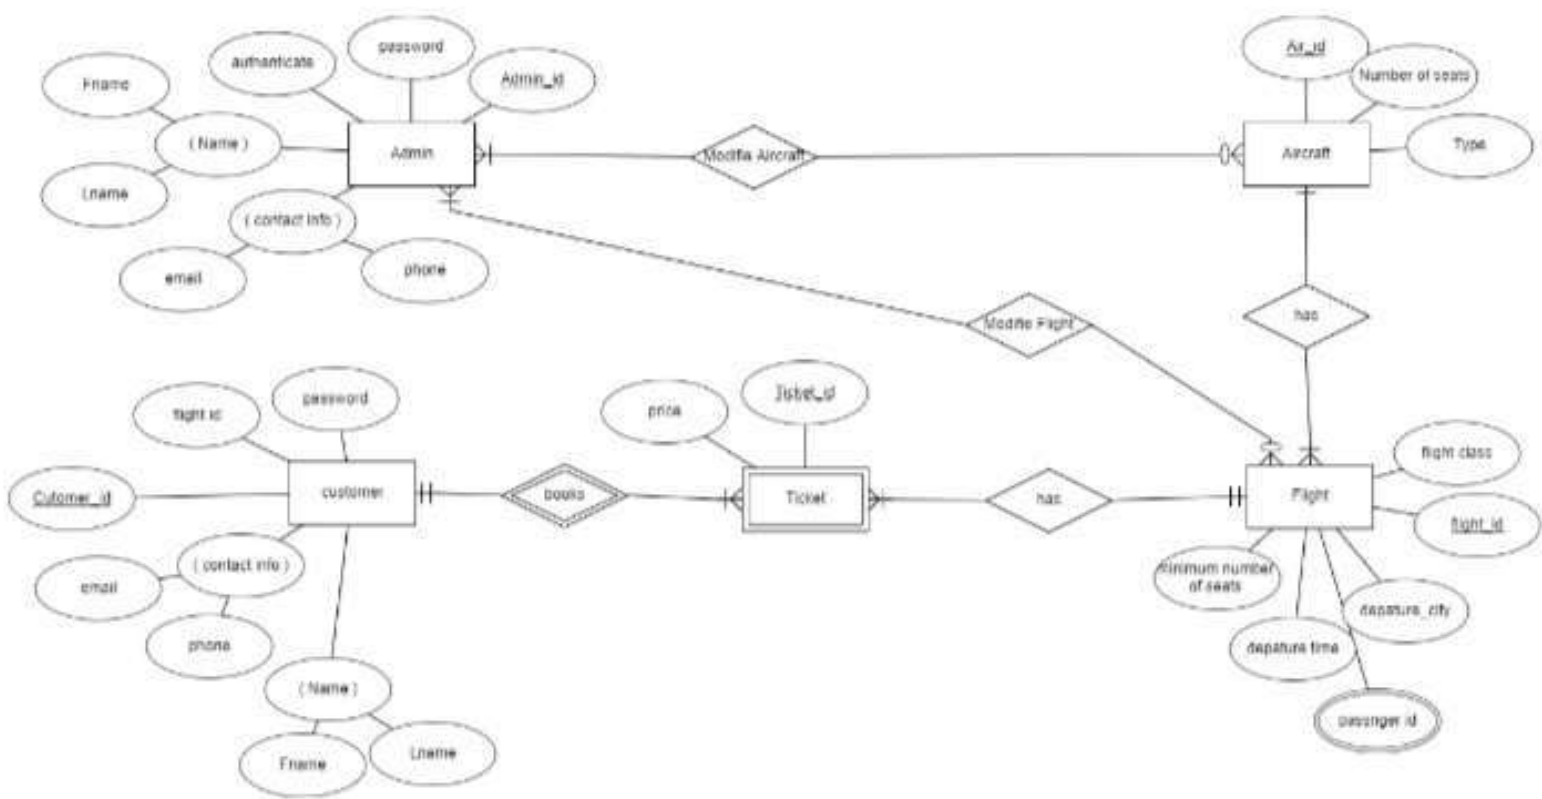 password
Air_id
authenticate
Admin_id
Number of seats
Fname
( Name )
Admin
Modifie Aircraft
Aircraft
Type
Lname
( contact info )
email
phone
has
Modifie Flight
password
Ticket_id
flight id
price
flight class
Cutomer_id
customer
books
Ticket
has
Flight
flight_id
( contact info )
email
minimum number
of seats
depature_city
phone
depature time
( Name )
passnger id
Fname
Lname